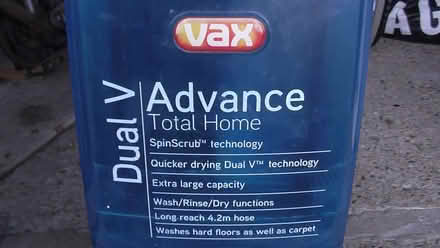 vax
Dual V
Advance
Total Home
SpinScrub™ technology
Quicker drying Dual V™ technology
Extra large capacity
Wash/Rinse/Dry functions
Long reach 4.2m hose
Washes hard floors as well as carpet